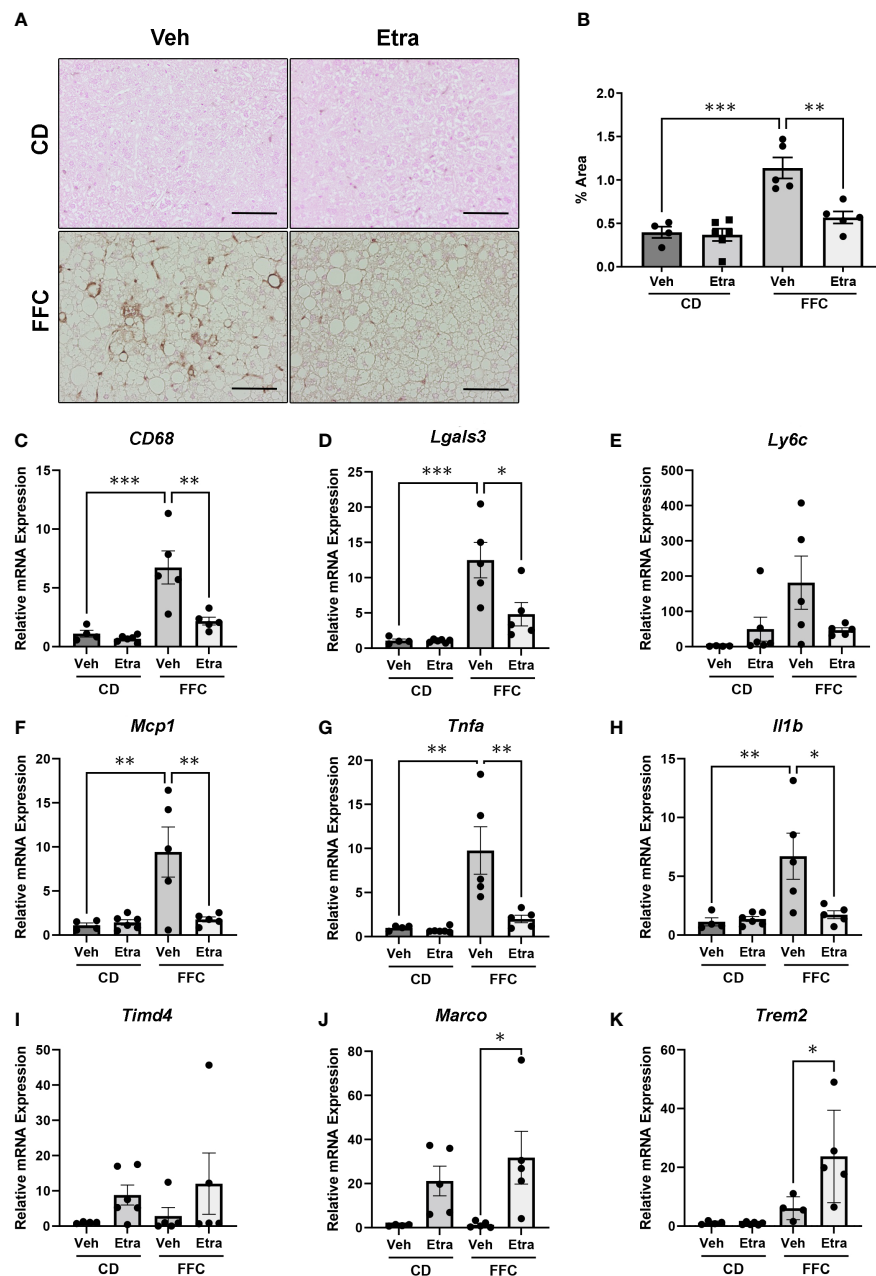 A
Veh Etra
CD
FFC
B
% Area
2.0
1.5
1.0
0.5
0.0
*** **
Veh Etra Veh Etra
CD FFC
C
CD68
Relative mRNA Expression
15
10
5
0
*** **
Veh Etra Veh Etra
CD FFC
D
Lgals3
Relative mRNA Expression
25
20
15
10
5
0
*** *
Veh Etra Veh Etra
CD FFC
E
Ly6c
Relative mRNA Expression
500
400
300
200
100
0
Veh Etra Veh Etra
CD FFC
F
Mcp1
Relative mRNA Expression
20
15
10
5
0
** **
Veh Etra Veh Etra
CD FFC
G
Tnfa
Relative mRNA Expression
20
15
10
5
0
** **
Veh Etra Veh Etra
CD FFC
H
Il1b
Relative mRNA Expression
15
10
5
0
** *
Veh Etra Veh Etra
CD FFC
I
Timd4
Relative mRNA Expression
50
40
30
20
10
0
Veh Etra Veh Etra
CD FFC
J
Marco
Relative mRNA Expression
80
60
40
20
0
*
Veh Etra Veh Etra
CD FFC
K
Trem2
Relative mRNA Expression
60
40
20
0
*
Veh Etra Veh Etra
CD FFC